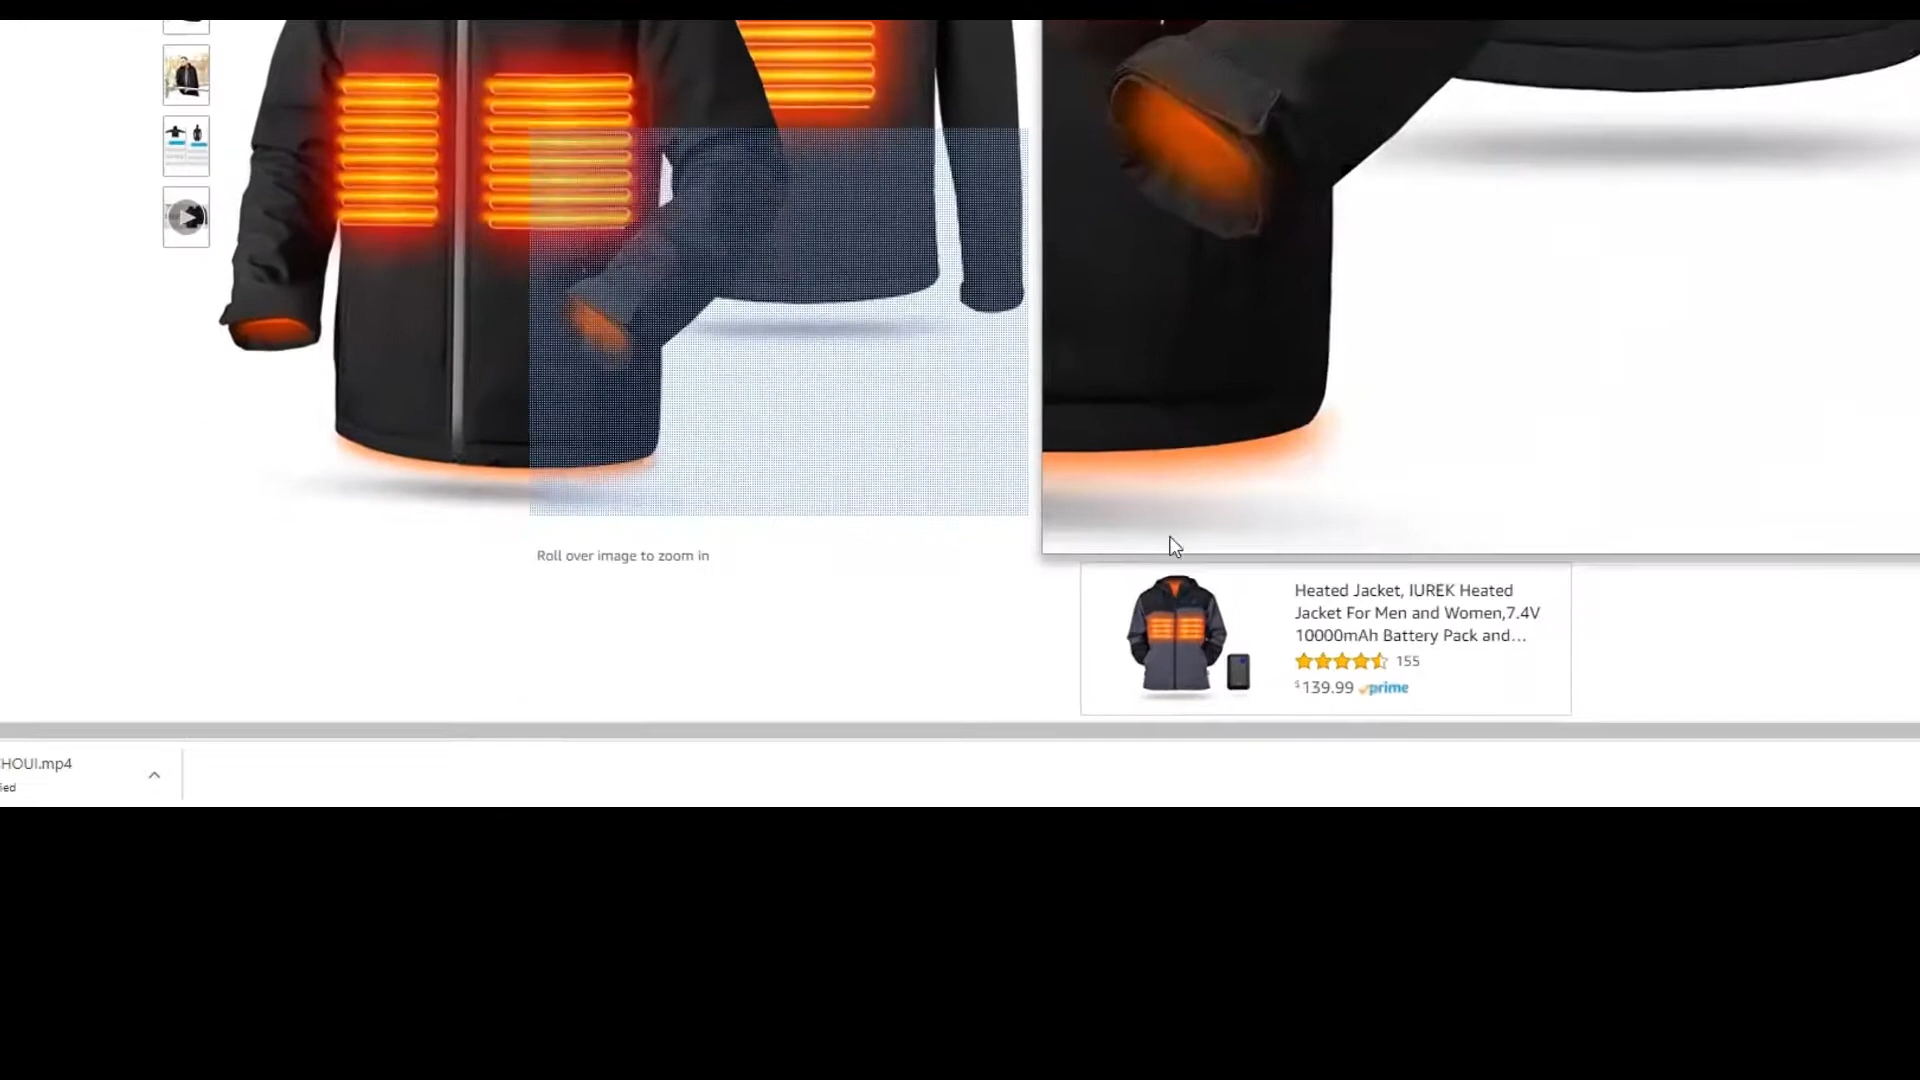 Roll over image to zoom in
Heated Jacket, IUREK Heated
Jacket For Men and Women,7.4V
10000mAh Battery Pack and...
155
$139.99 prime
HOUI.mp4
ied